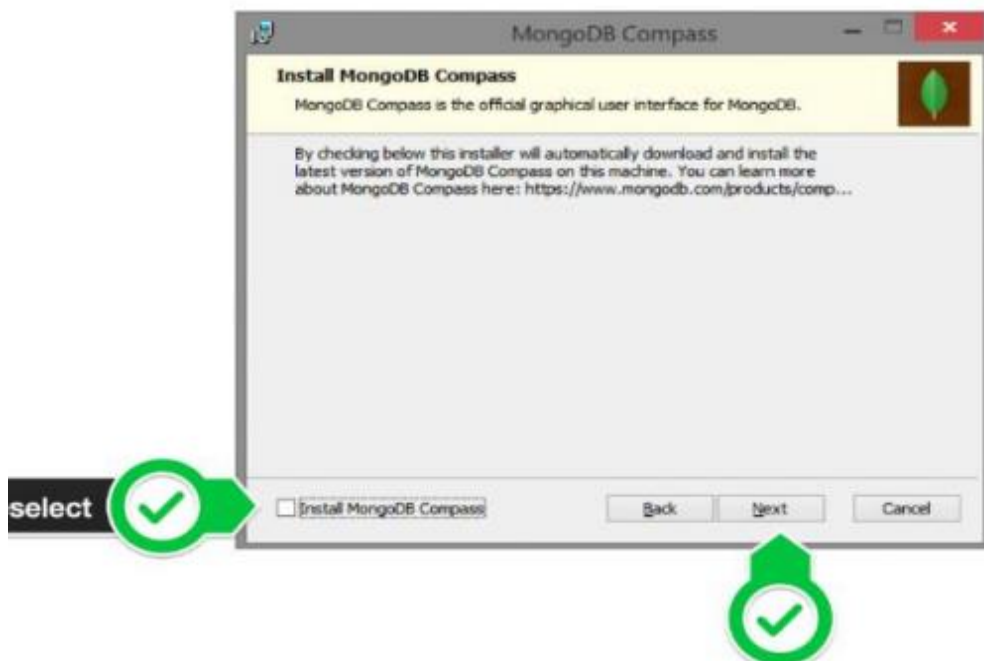 MongoDB Compass
Install MongoDB Compass
MongoDB Compass is the official graphical user interface for MongoDB.
By checking below this installer will automatically download and install the
latest version of MongoDB Compass on this machine. You can learn more
about MongoDB Compass here: https://www.mongodb.com/products/comp...
select
Install MongoDB Compass
Back
Next
Cancel